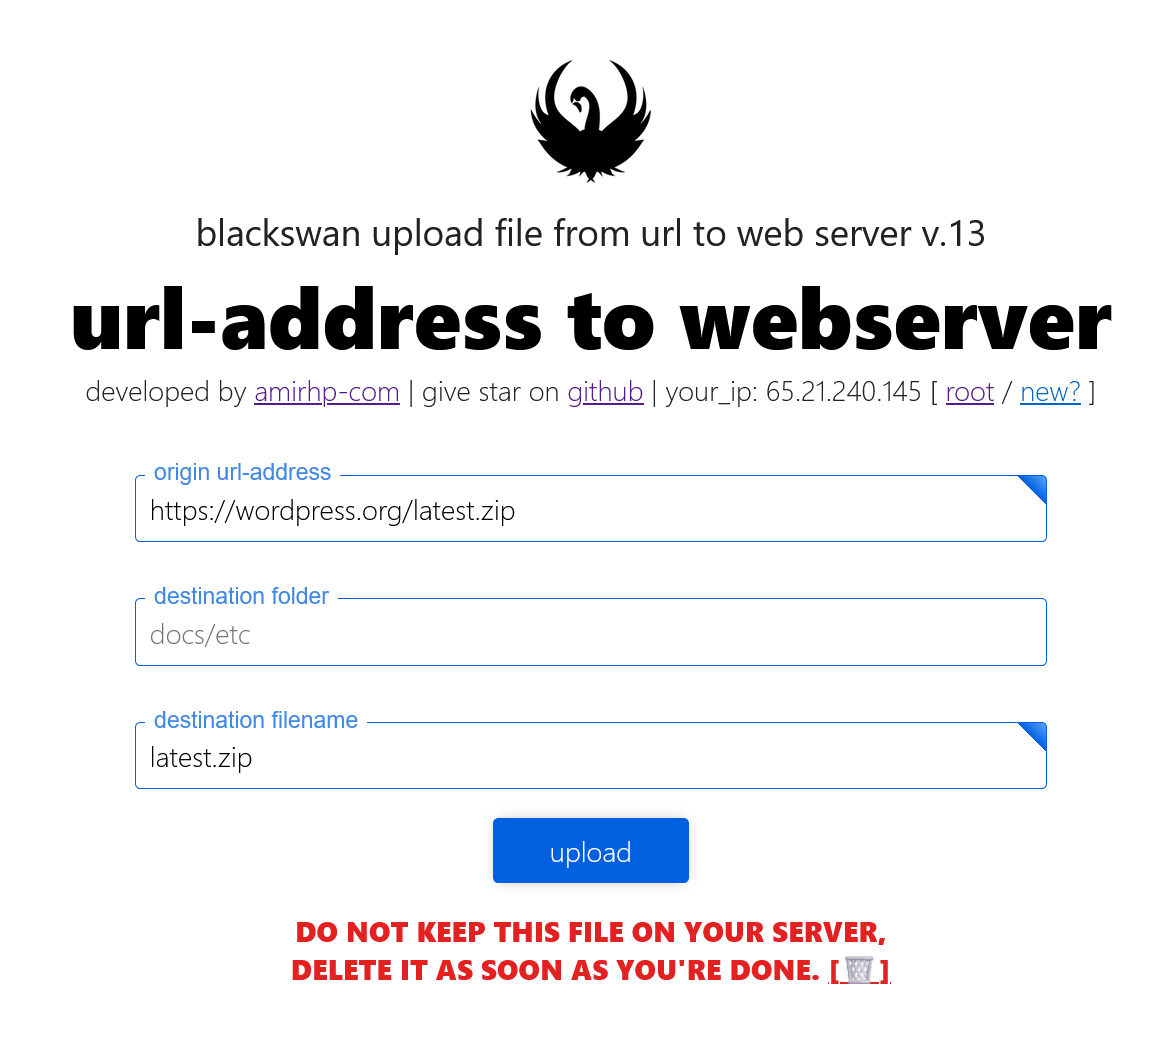 blackswan upload file from url to web server v.13
url-address to webserver
developed by amirhp-com | give star on github | your_ip: 65.21.240.145 [ root / new? ]
origin url-address
https://wordpress.org/latest.zip
destination folder
docs/etc
destination filename
latest.zip
upload
DO NOT KEEP THIS FILE ON YOUR SERVER,
DELETE IT AS SOON AS YOU'RE DONE. [🗑️]